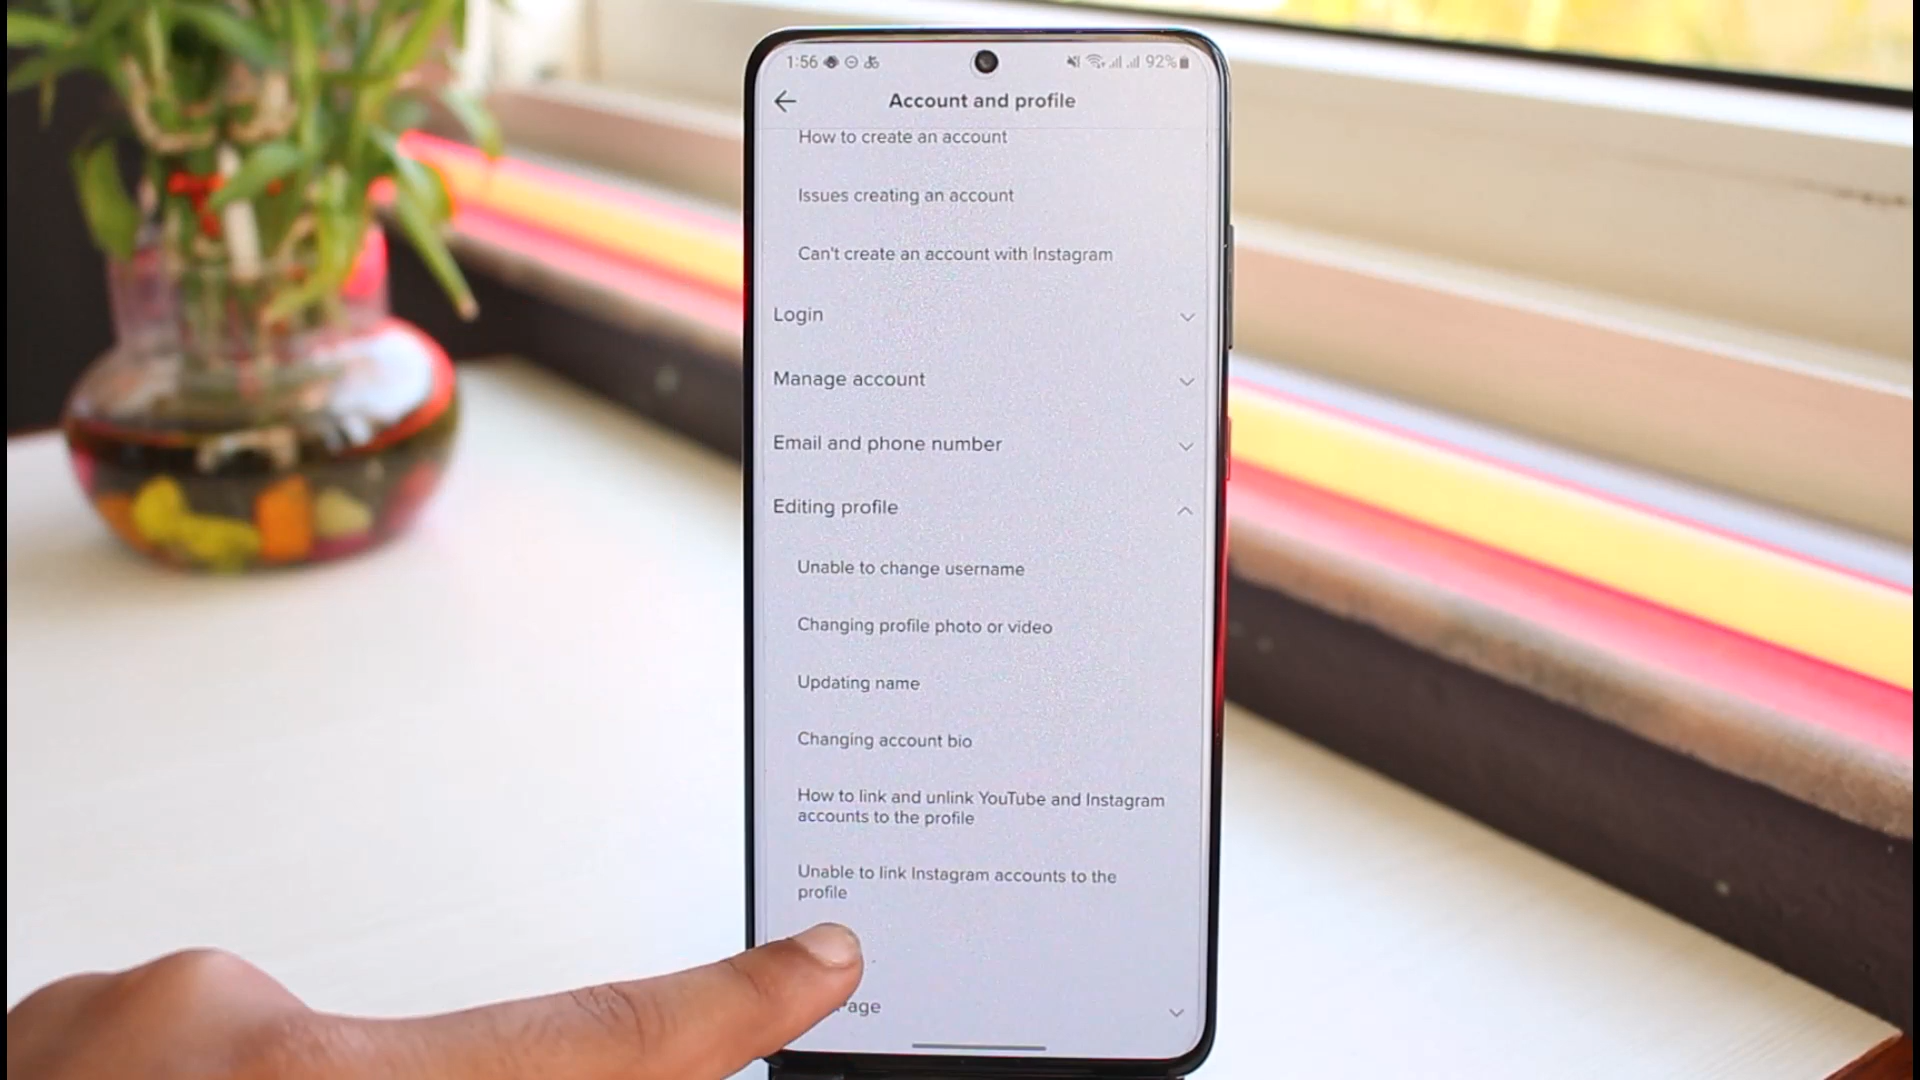 1:56
92%
Account and profile
How to create an account
Issues creating an account
Can't create an account with Instagram
Login
Manage account
Email and phone number
Editing profile
Unable to change username
Changing profile photo or video
Updating name
Changing account bio
How to link and unlink YouTube and Instagram
accounts to the profile
Unable to link Instagram accounts to the
profile